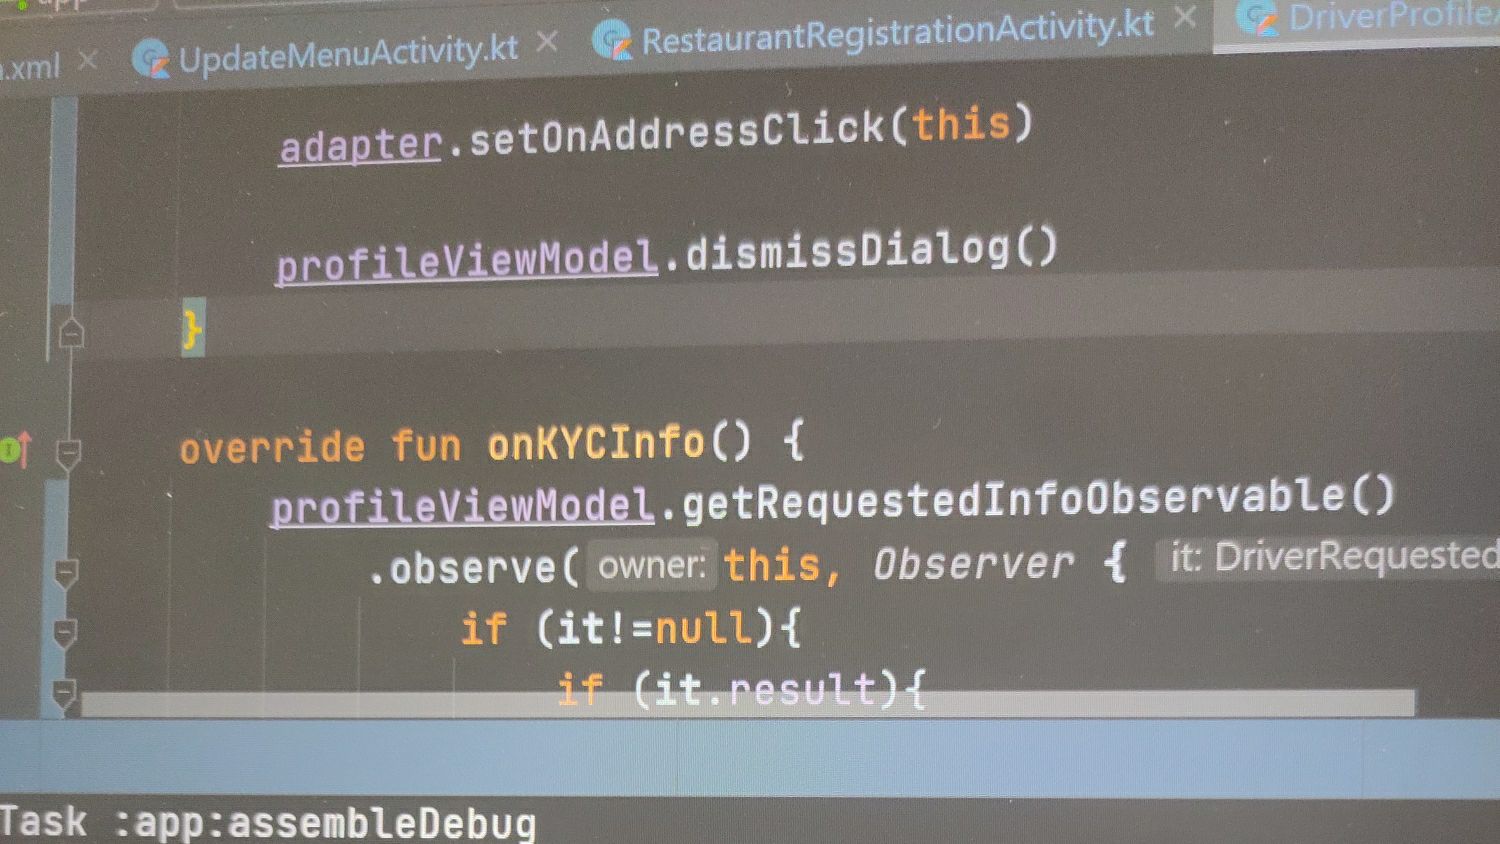 app
.xml UpdateMenuActivity.kt RestaurantRegistrationActivity.kt DriverProfile
adapter.setOnAddressClick(this)
profileViewModel.dismissDialog()
}
override fun onKYCInfo() {
profileViewModel.getRequestedInfoObservable()
.observe( owner: this, Observer { it: DriverRequested
if (it!=null){
if (it.result){
Task :app:assembleDebug